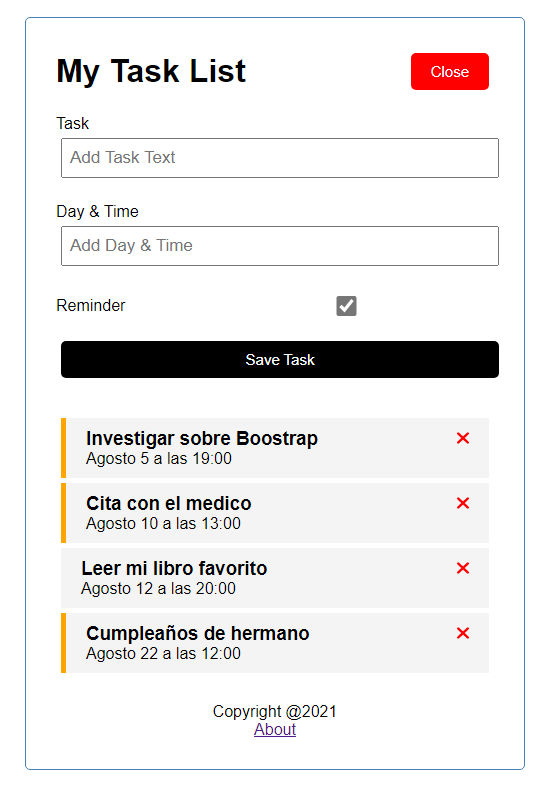 My Task List
Close
Task
Add Task Text
Day & Time
Add Day & Time
Reminder
Save Task
Investigar sobre Boostrap
Agosto 5 a las 19:00
Cita con el medico
Agosto 10 a las 13:00
Leer mi libro favorito
Agosto 12 a las 20:00
Cumpleaños de hermano
Agosto 22 a las 12:00
Copyright @2021
About